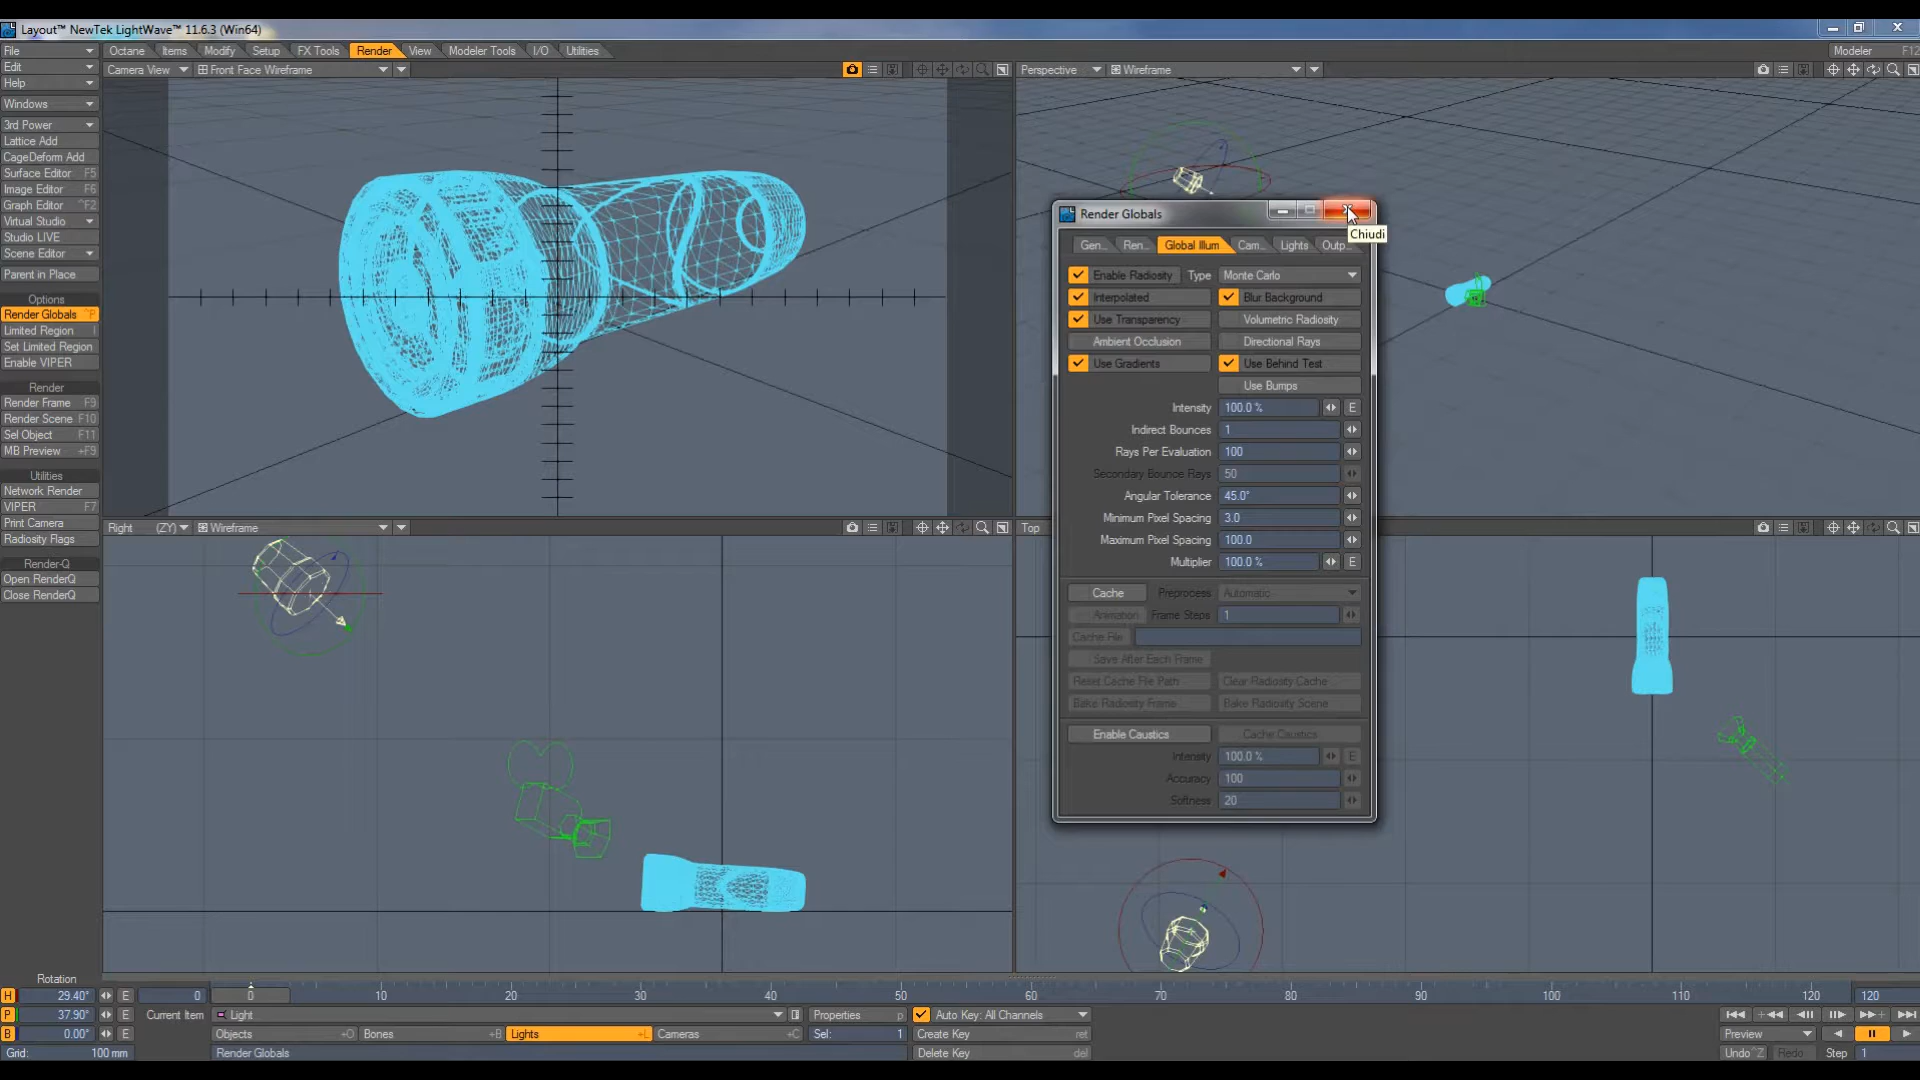 Layout™ NewTek LightWave™ 11.6.3 (Win64)
File
Octane Items Modify Setup FX Tools Render View Modeler Tools I/O Utilities
Modeler F12
Edit
Help
Windows
3rd Power
Lattice Add
CageDeform Add
Surface Editor F5
Image Editor F6
Graph Editor ^F2
Virtual Studio
Studio LIVE
Scene Editor
Parent in Place
Options
Render Globals ^P
Limited Region l
Set Limited Region
Enable VIPER
Render
Render Frame F9
Render Scene F10
Sel Object F11
MB Preview +F9
Utilities
Network Render
VIPER F7
Print Camera
Radiosity Flags
Render-Q
Open RenderQ
Close RenderQ
Camera View Front Face Wireframe
Perspective Wireframe
Right (ZY) Wireframe
Top
Render Globals
Chiudi
Gen... Ren... Global Illum Cam... Lights Outp...
Enable Radiosity Type Monte Carlo
Interpolated Blur Background
Use Transparency Volumetric Radiosity
Ambient Occlusion Directional Rays
Use Gradients Use Behind Test
Use Bumps
Intensity 100.0 % E
Indirect Bounces 1
Rays Per Evaluation 100
Secondary Bounce Rays 50
Angular Tolerance 45.0°
Minimum Pixel Spacing 3.0
Maximum Pixel Spacing 100.0
Multiplier 100.0 % E
Cache Preprocess Automatic
Animation Frame Steps 1
Cache File
Save After Each Frame
Reset Cache File Path Clear Radiosity Cache
Bake Radiosity Frame Bake Radiosity Scene
Enable Caustics Cache Caustics
Intensity 100.0 % E
Accuracy 100
Softness 20
Rotation
H 29.40° E 0 0 10 20 30 40 50 60 70 80 90 100 110 120 120
P 37.90° E Current Item Light Properties p Auto Key: All Channels
B 0.00° E Objects +O Bones +B Lights +L Cameras +C Sel: 1 Create Key ret
Preview
Grid: 100 mm Render Globals Delete Key del
Undo ^Z Redo Step 1